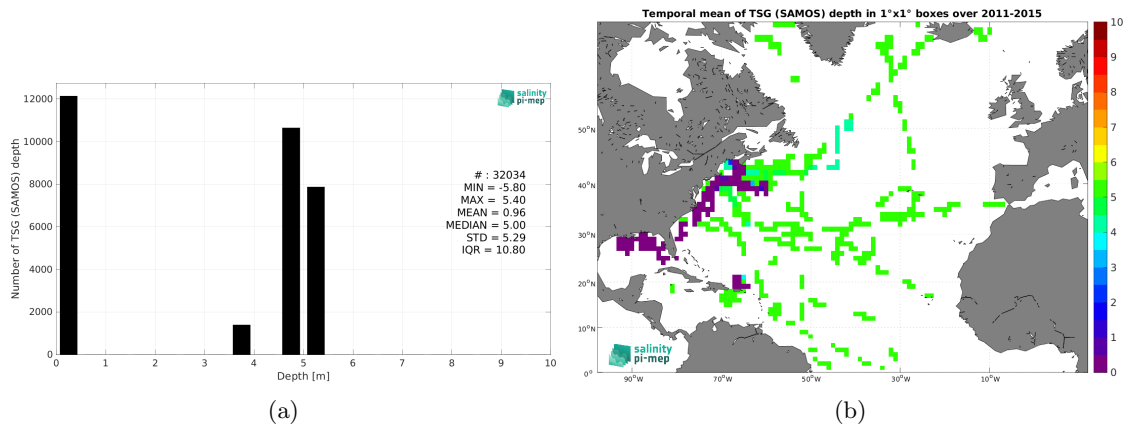 Number of TSG (SAMOS) depth
12000
10000
8000
6000
4000
2000
0
0 1 2 3 4 5 6 7 8 9 10
Depth [m]
salinity
pi-mep
# : 32034
MIN = -5.80
MAX = 5.40
MEAN = 0.96
MEDIAN = 5.00
STD = 5.29
IQR = 10.80
(a)
Temporal mean of TSG (SAMOS) depth in 1°x1° boxes over 2011-2015
50°N
40°N
30°N
20°N
10°N
0°
90°W 70°W 50°W 30°W 10°W
salinity
pi-mep
10
9
8
7
6
5
4
3
2
1
0
(b)